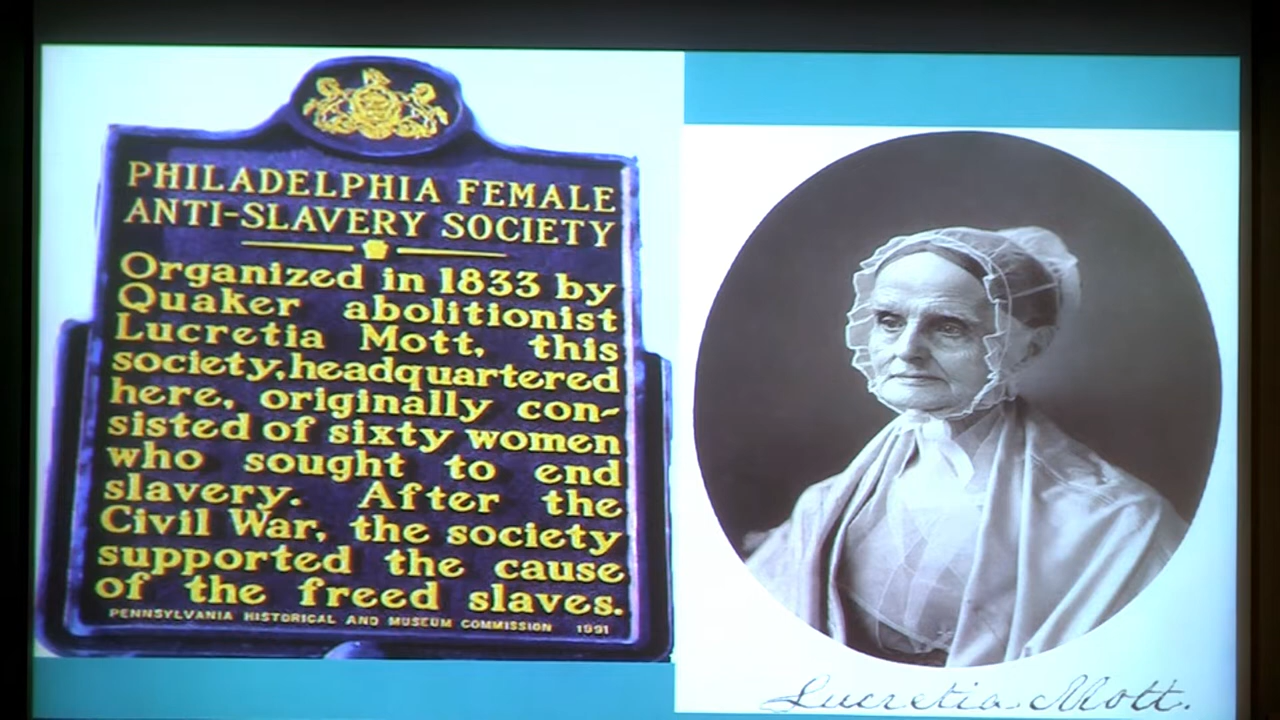 PHILADELPHIA FEMALE
ANTI-SLAVERY SOCIETY
Organized in 1833 by
Quaker abolitionist
Lucretia Mott, this
society, headquartered
here, originally con-
sisted of sixty women
who sought to end
slavery. After the
Civil War, the society
supported the cause
of the freed slaves.
PENNSYLVANIA HISTORICAL AND MUSEUM COMMISSION 1991
Lucretia Mott.